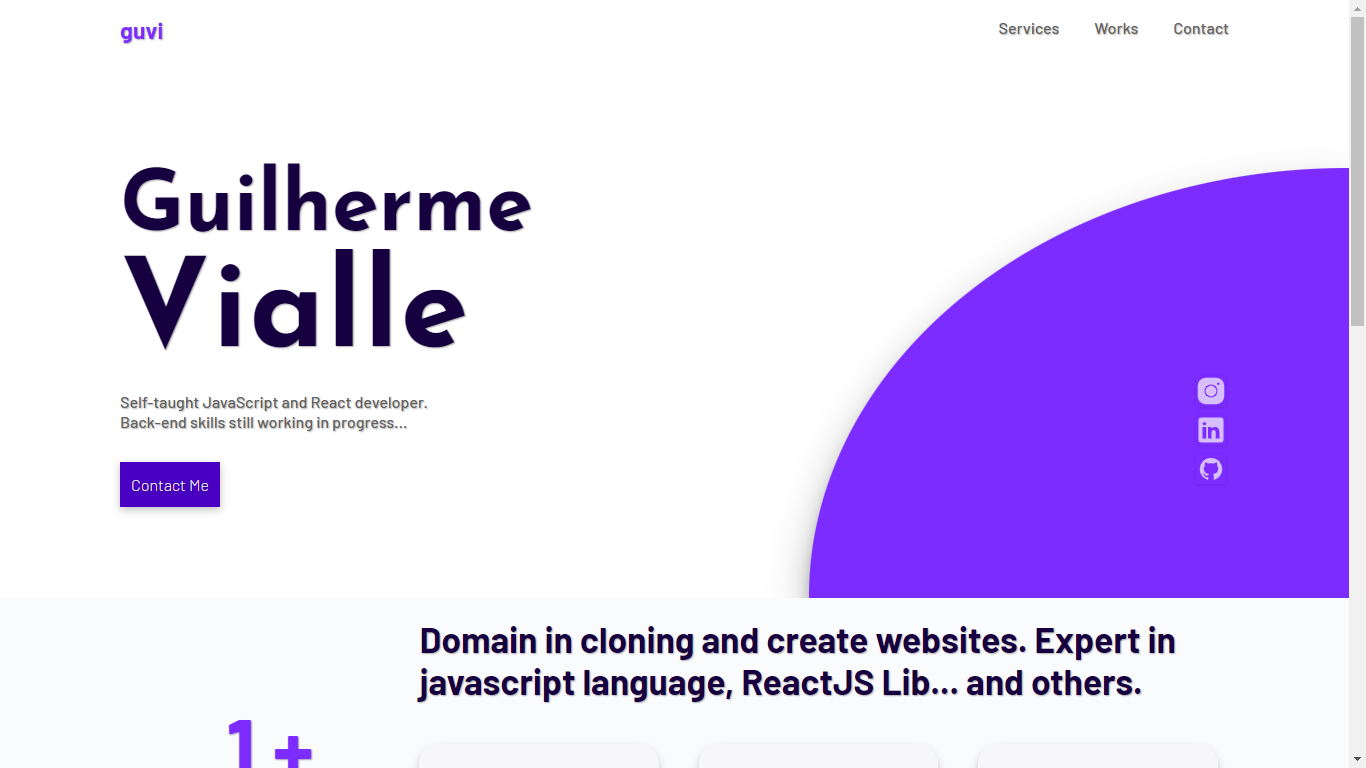 guvi
Services
Works
Contact
Guilherme
Vialle
Self-taught JavaScript and React developer.
Back-end skills still working in progress...
Contact Me
in
Domain in cloning and create websites. Expert in
javascript language, ReactJS Lib... and others.
1 +